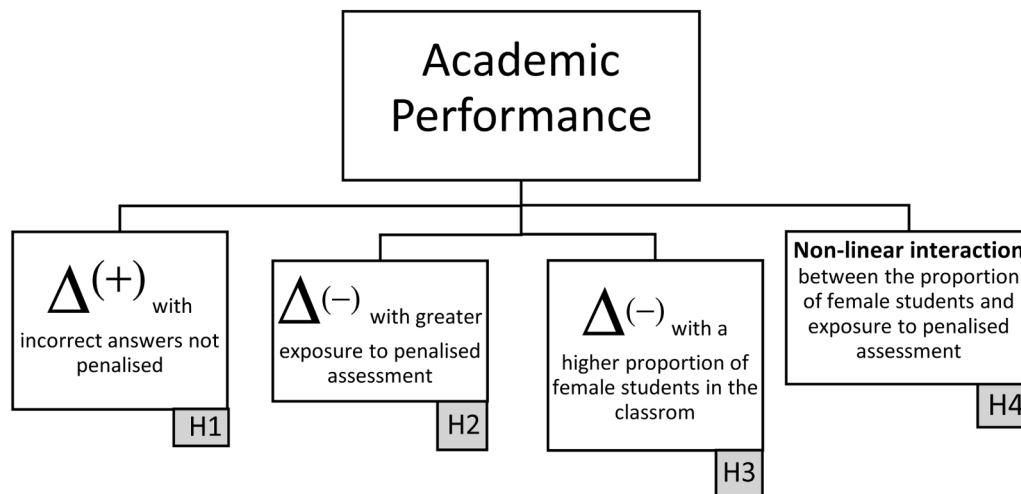 Academic
Performance
Δ(+) with
incorrect answers not
penalised
H1
Δ(−) with greater
exposure to penalised
assessment
H2
Δ(−) with a
higher proportion of
female students in the
classrom
H3
Non-linear interaction
between the proportion
of female students and
exposure to penalised
assessment
H4